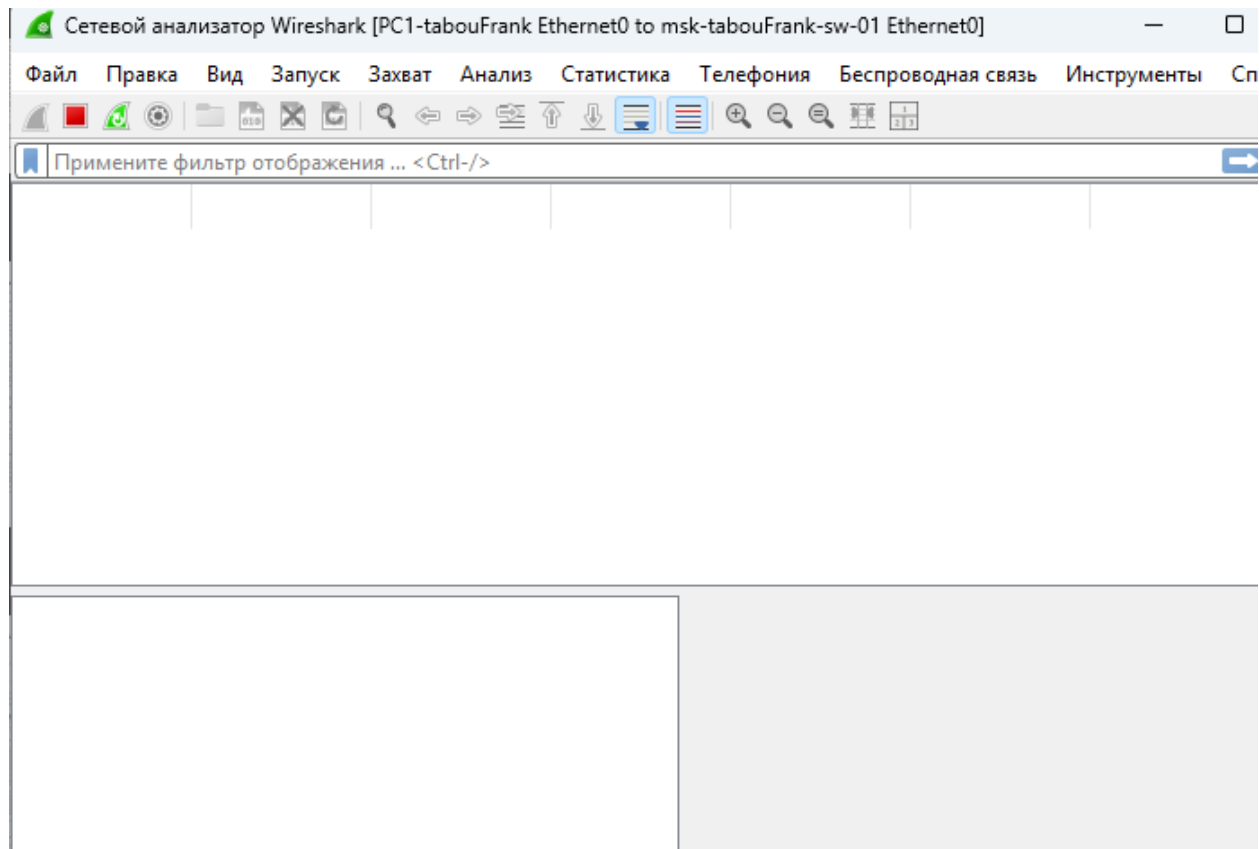 Сетевой анализатор Wireshark [PC1-tabouFrank Ethernet0 to msk-tabouFrank-sw-01 Ethernet0]
Файл Правка Вид Запуск Захват Анализ Статистика Телефония Беспроводная связь Инструменты Сп
Примените фильтр отображения ... <Ctrl-/>